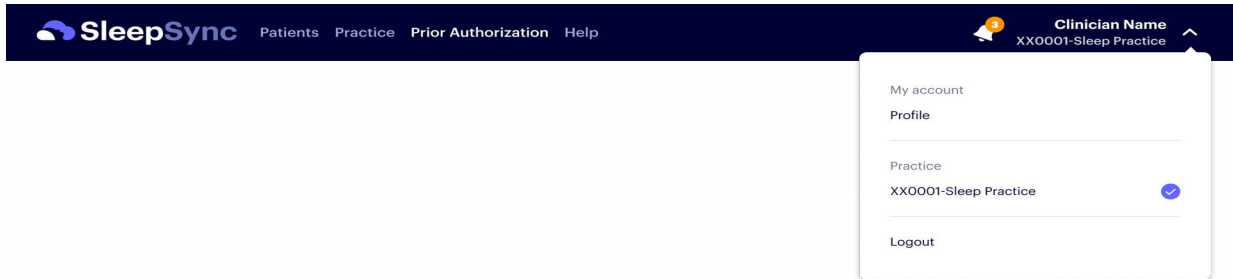 SleepSync Patients Practice Prior Authorization Help 3 Clinician Name
XX0001-Sleep Practice
My account
Profile
Practice
XX0001-Sleep Practice
Logout